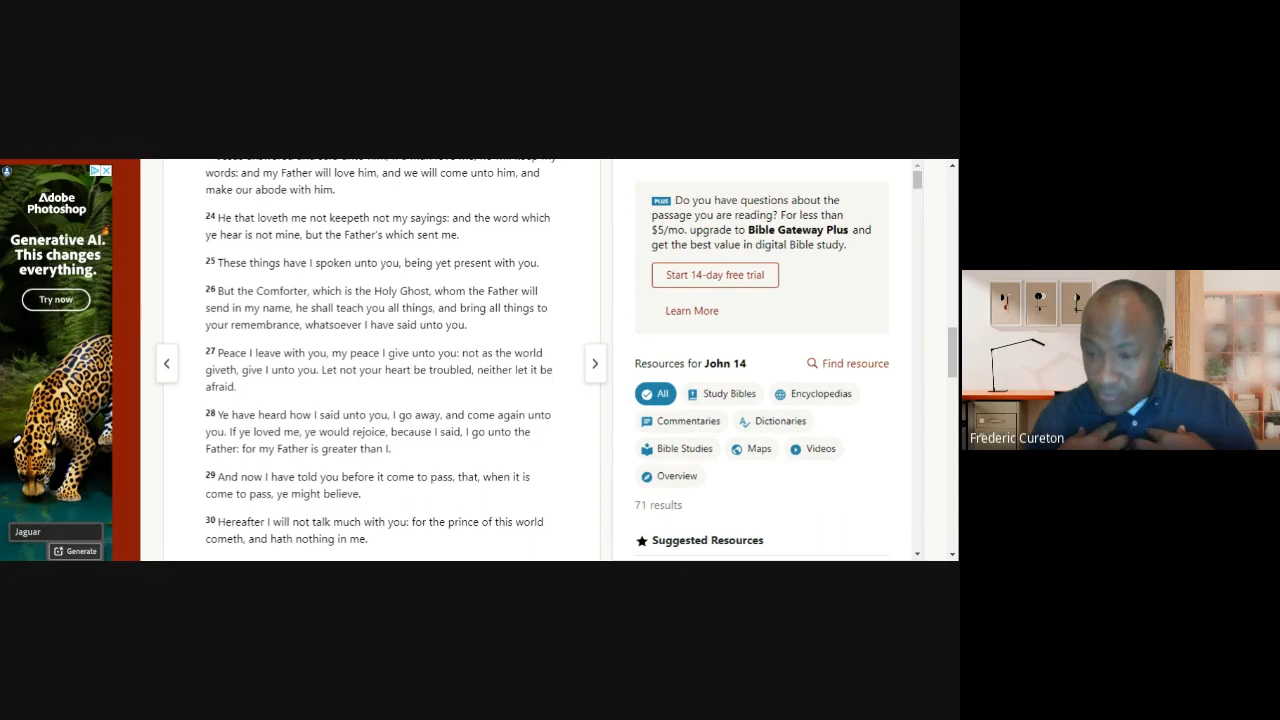 Adobe
Photoshop
Generative AI.
This changes
everything.
Try now
Jaguar
Generate
words: and my Father will love him, and we will come unto him, and
make our abode with him.
24 He that loveth me not keepeth not my sayings: and the word which
ye hear is not mine, but the Father's which sent me.
25 These things have I spoken unto you, being yet present with you.
26 But the Comforter, which is the Holy Ghost, whom the Father will
send in my name, he shall teach you all things, and bring all things to
your remembrance, whatsoever I have said unto you.
27 Peace I leave with you, my peace I give unto you: not as the world
giveth, give I unto you. Let not your heart be troubled, neither let it be
afraid.
28 Ye have heard how I said unto you, I go away, and come again unto
you. If ye loved me, ye would rejoice, because I said, I go unto the
Father: for my Father is greater than I.
29 And now I have told you before it come to pass, that, when it is
come to pass, ye might believe.
30 Hereafter I will not talk much with you: for the prince of this world
cometh, and hath nothing in me.
PLUS Do you have questions about the
passage you are reading? For less than
$5/mo. upgrade to Bible Gateway Plus and
get the best value in digital Bible study.
Start 14-day free trial
Learn More
Resources for John 14 Find resource
All Study Bibles Encyclopedias
Commentaries Dictionaries
Bible Studies Maps Videos
Overview
71 results
Suggested Resources
Frederic Cureton